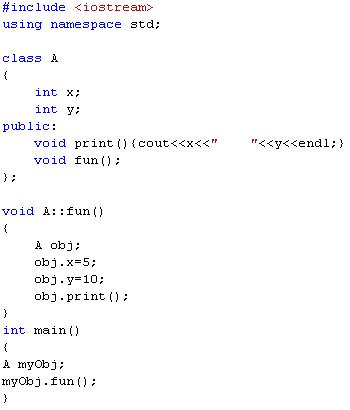 #include <iostream>
using namespace std;
class A
{
int x;
int y;
public:
void print(){cout<<x<<"    "<<y<<endl;}
void fun();
};
void A::fun()
{
A obj;
obj.x=5;
obj.y=10;
obj.print();
}
int main()
{
A myObj;
myObj.fun();
}